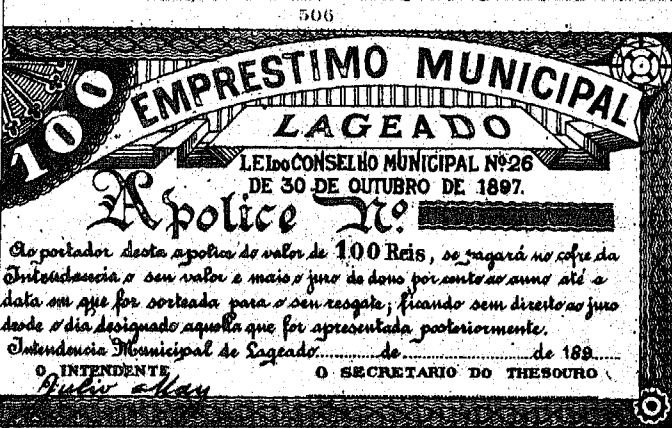 506
100
EMPRESTIMO MUNICIPAL
LAGEADO
LEI DO CONSELHO MUNICIPAL Nº 26
DE 30 DE OUTUBRO DE 1897.
Apolice Nº
Ao portador desta apolice do valor de 100 Reis, se pagará no cofre da
Intendencia o seu valor e mais o juro de dous por cento ao anno até a
data em que for sorteada para o seu resgate; ficando sem direito ao juro
desde o dia designado aquella que for apresentada posteriormente.
Intendencia Municipal de Lageado............de........................de 189......
O INTENDENTE O SECRETARIO DO THESOURO
Julio May